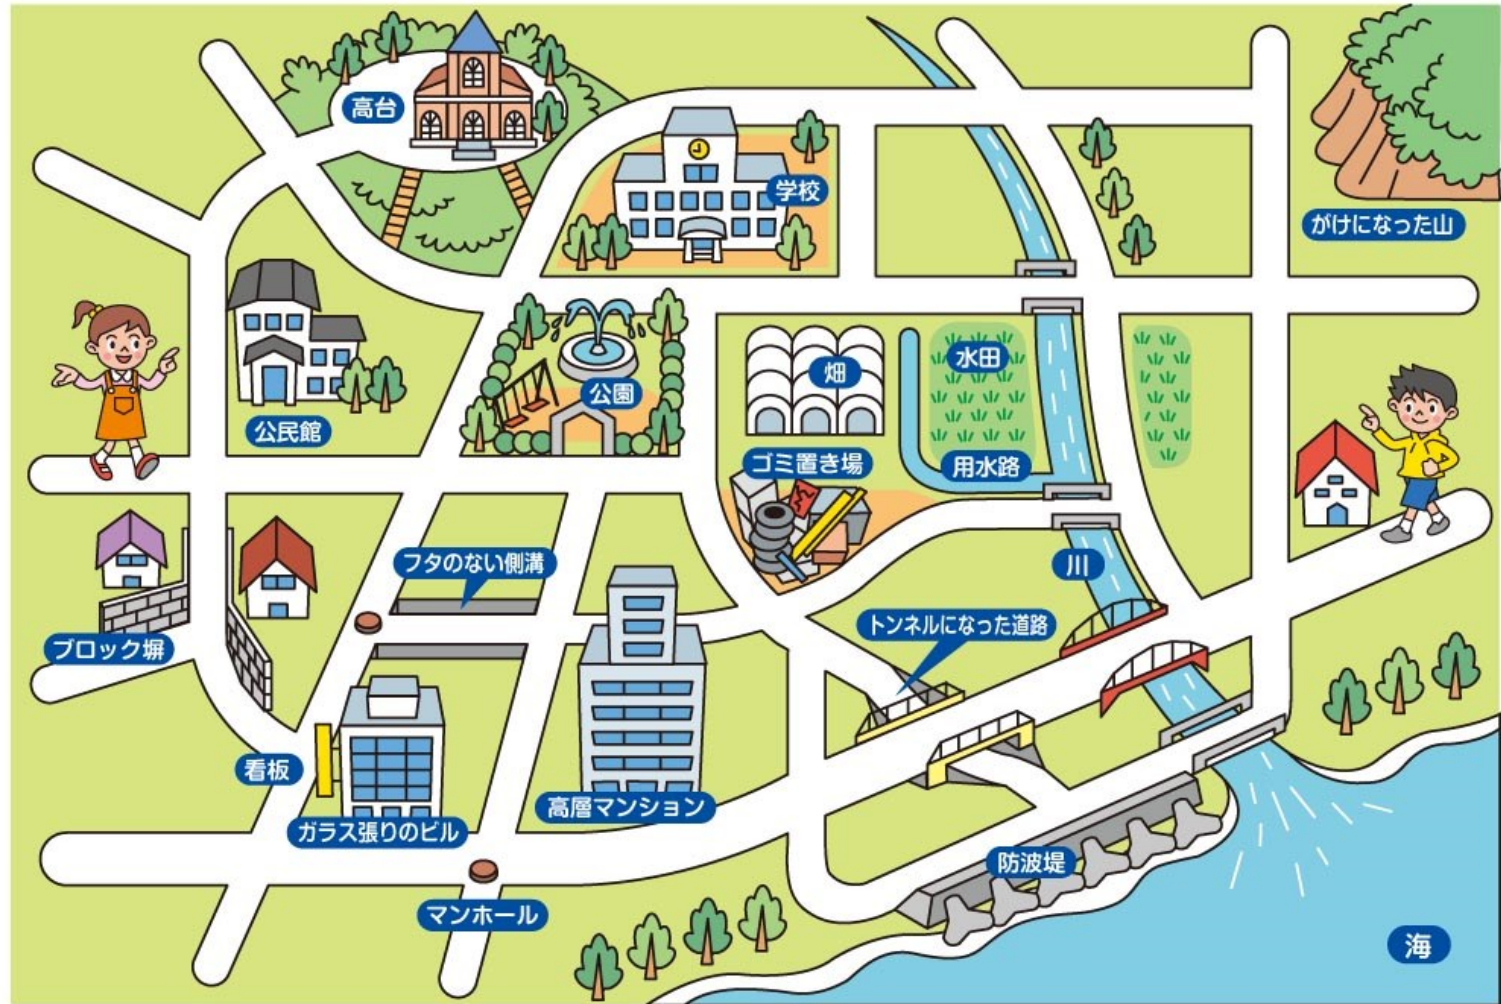 高台
学校
がけになった山
公民館
公園
畑
水田
ゴミ置き場
用水路
フタのない側溝
川
ブロック塀
トンネルになった道路
看板
ガラス張りのビル
高層マンション
防波堤
マンホール
海